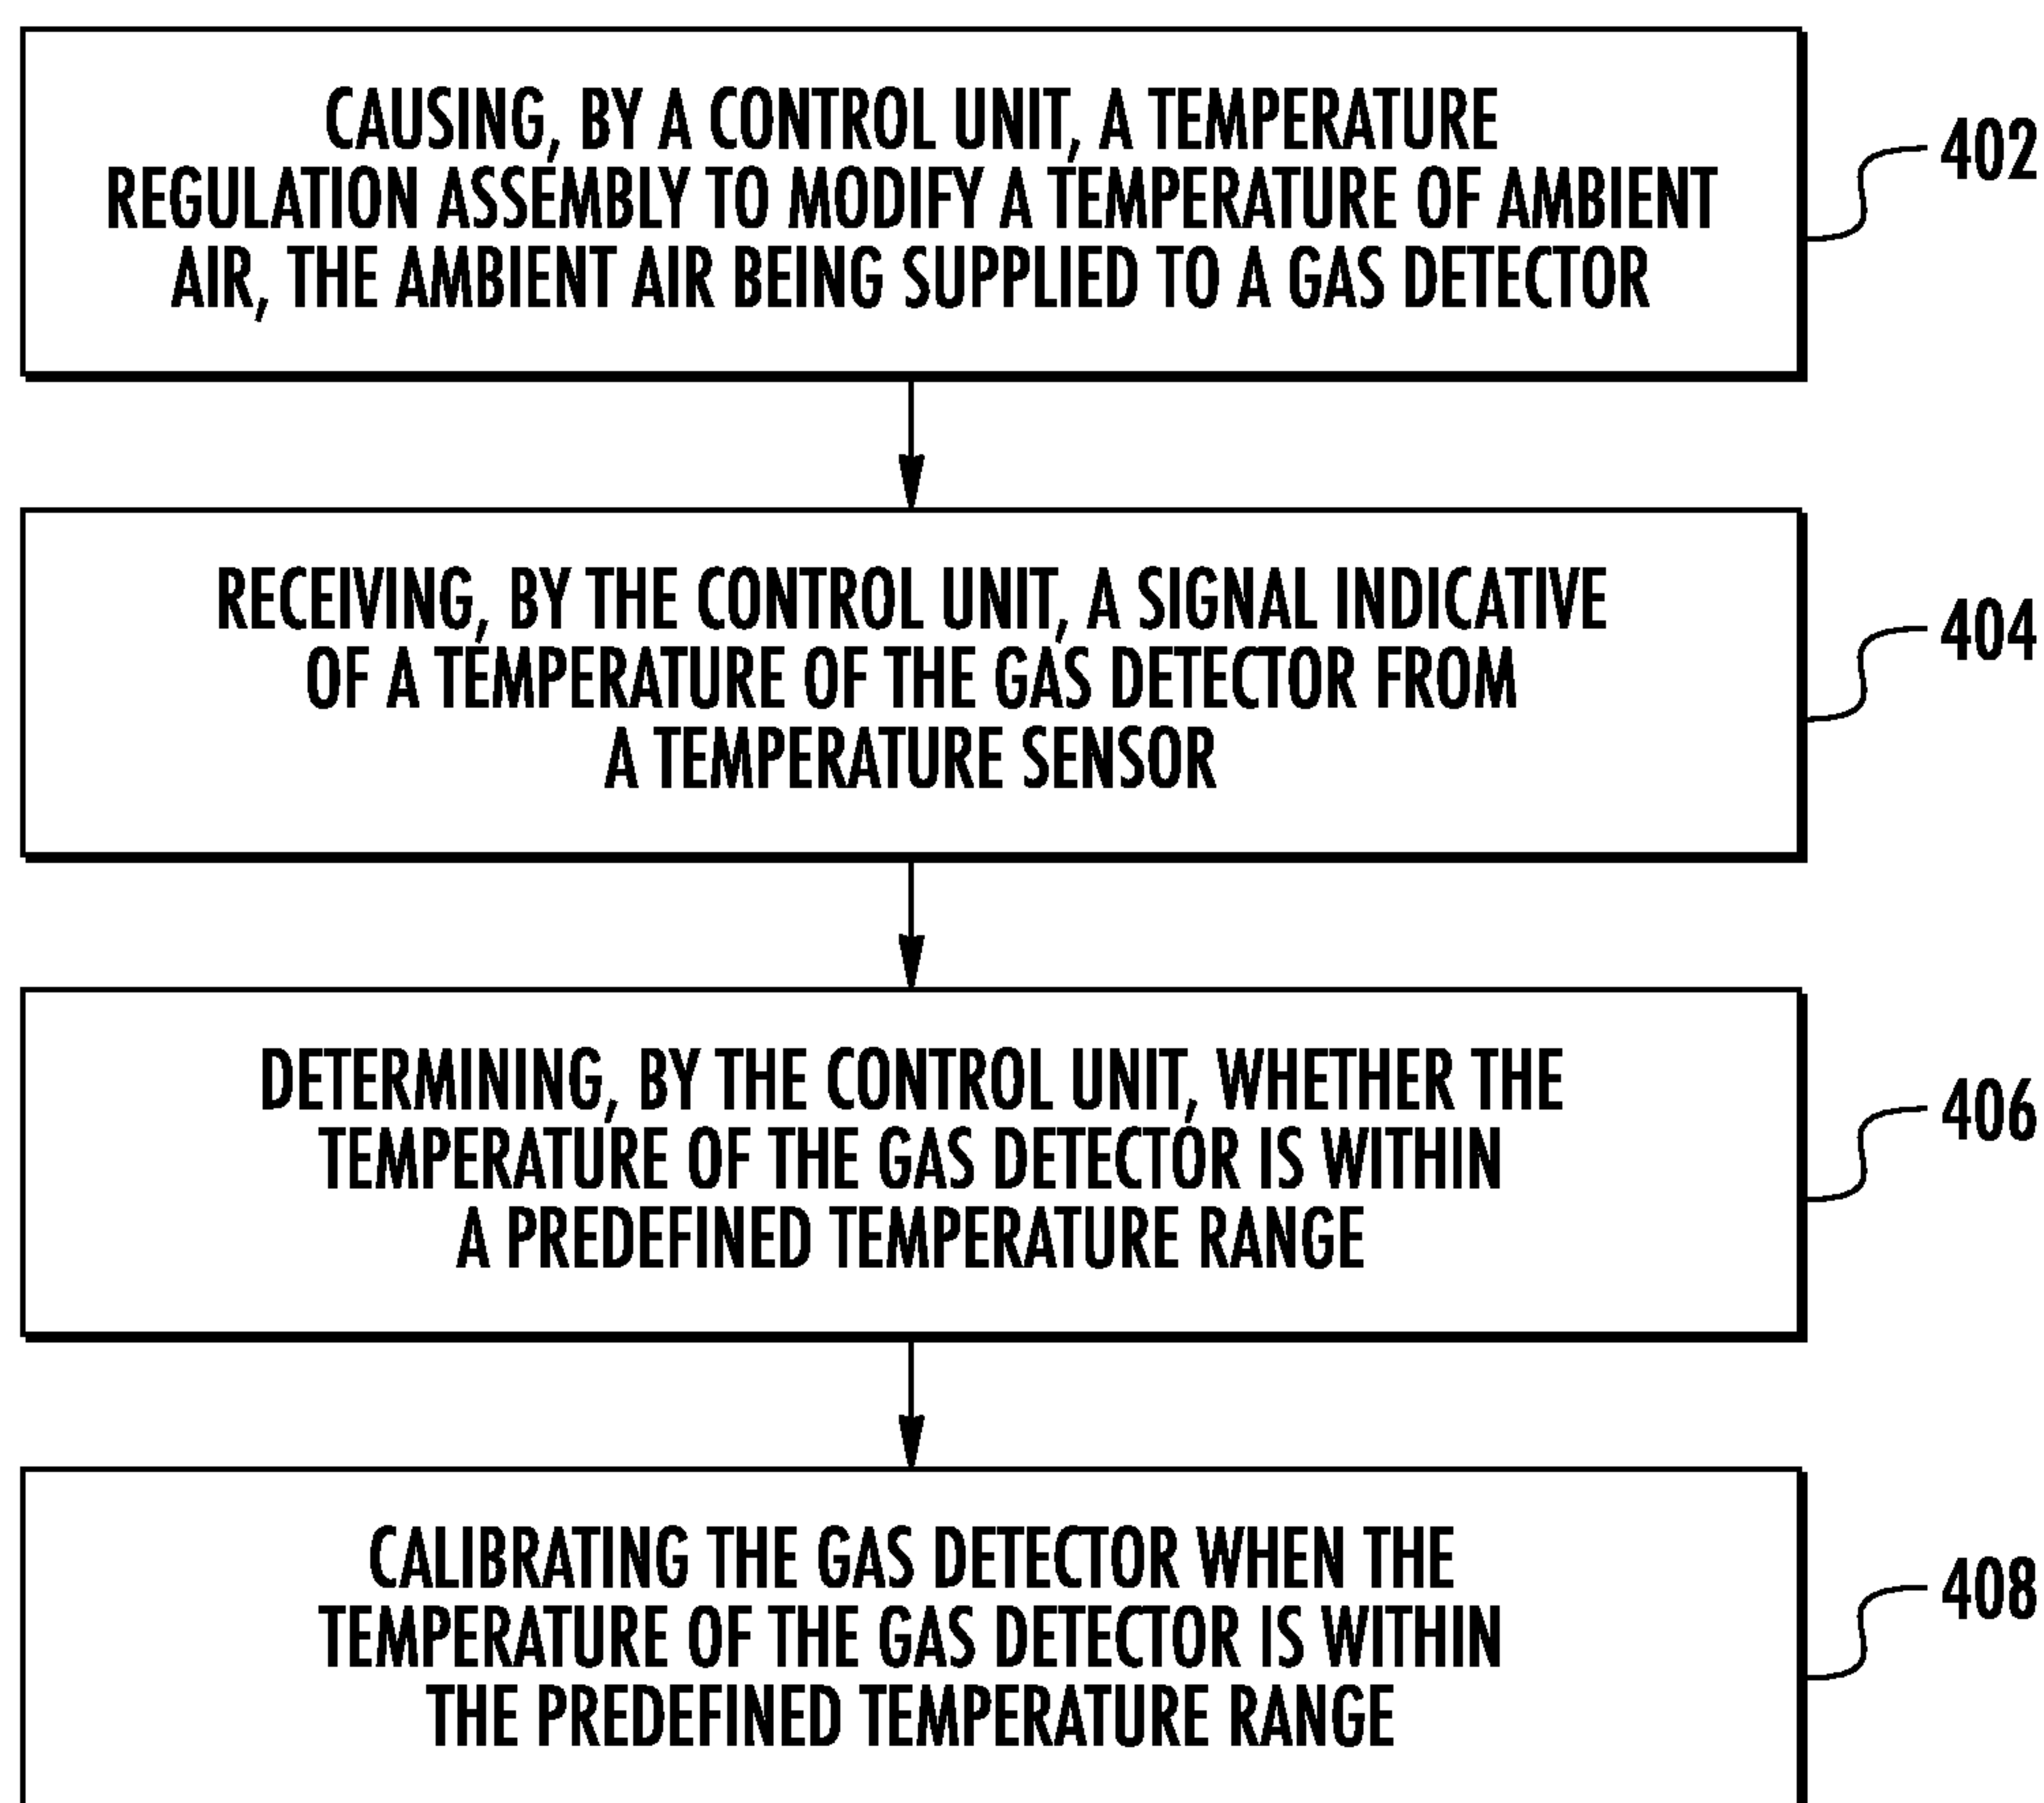 CAUSING, BY A CONTROL UNIT, A TEMPERATURE
REGULATION ASSEMBLY TO MODIFY A TEMPERATURE OF AMBIENT
AIR, THE AMBIENT AIR BEING SUPPLIED TO A GAS DETECTOR
402
RECEIVING, BY THE CONTROL UNIT, A SIGNAL INDICATIVE
OF A TEMPERATURE OF THE GAS DETECTOR FROM
A TEMPERATURE SENSOR
404
DETERMINING, BY THE CONTROL UNIT, WHETHER THE
TEMPERATURE OF THE GAS DETECTOR IS WITHIN
A PREDEFINED TEMPERATURE RANGE
406
CALIBRATING THE GAS DETECTOR WHEN THE
TEMPERATURE OF THE GAS DETECTOR IS WITHIN
THE PREDEFINED TEMPERATURE RANGE
408